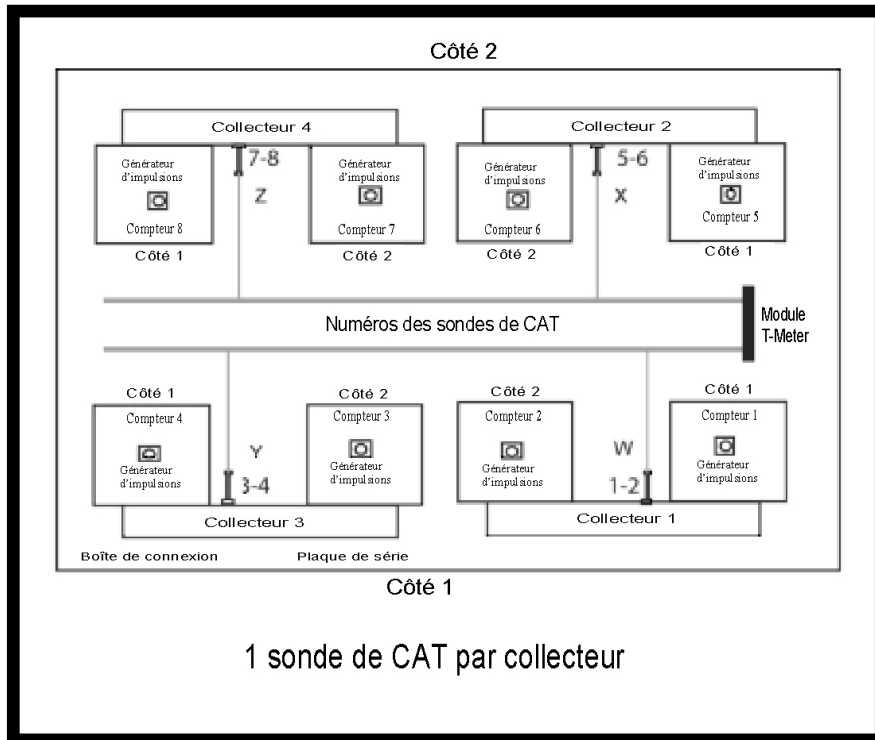 Côté 2
Collecteur 4
Collecteur 2
7-8
5-6
Générateur
d'impulsions
Générateur
d'impulsions
Générateur
d'impulsions
Générateur
d'impulsions
Z
X
Compteur 8
Compteur 7
Compteur 6
Compteur 5
Côté 1
Côté 2
Côté 2
Côté 1
Numéros des sondes de CAT
Module
T-Meter
Côté 1
Côté 2
Côté 2
Côté 1
Compteur 4
Compteur 3
Compteur 2
Compteur 1
Y
W
Générateur
d'impulsions
Générateur
d'impulsions
Générateur
d'impulsions
Générateur
d'impulsions
3-4
1-2
Collecteur 3
Collecteur 1
Boîte de connexion
Plaque de série
Côté 1
1 sonde de CAT par collecteur